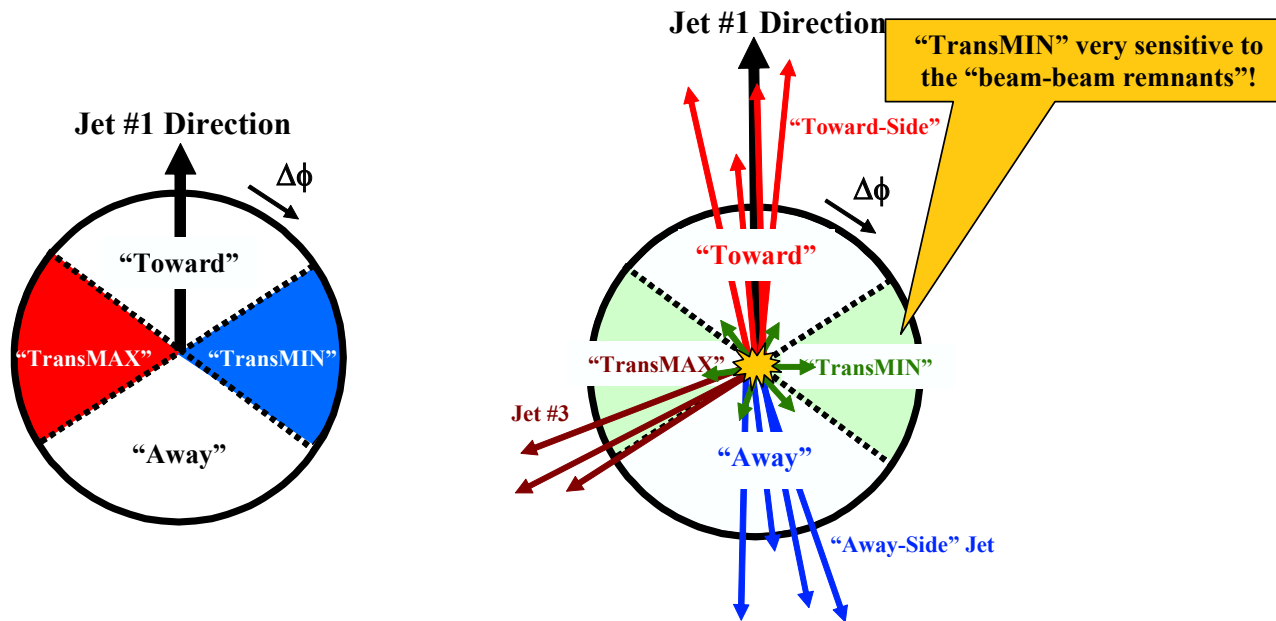 Jet #1 Direction
Δϕ
“Toward”
“TransMAX”
“TransMIN”
“Away”
Jet #1 Direction
“TransMIN” very sensitive to
the “beam-beam remnants”!
“Toward-Side”
Δϕ
“Toward”
“TransMAX”
“TransMIN”
Jet #3
“Away”
“Away-Side” Jet